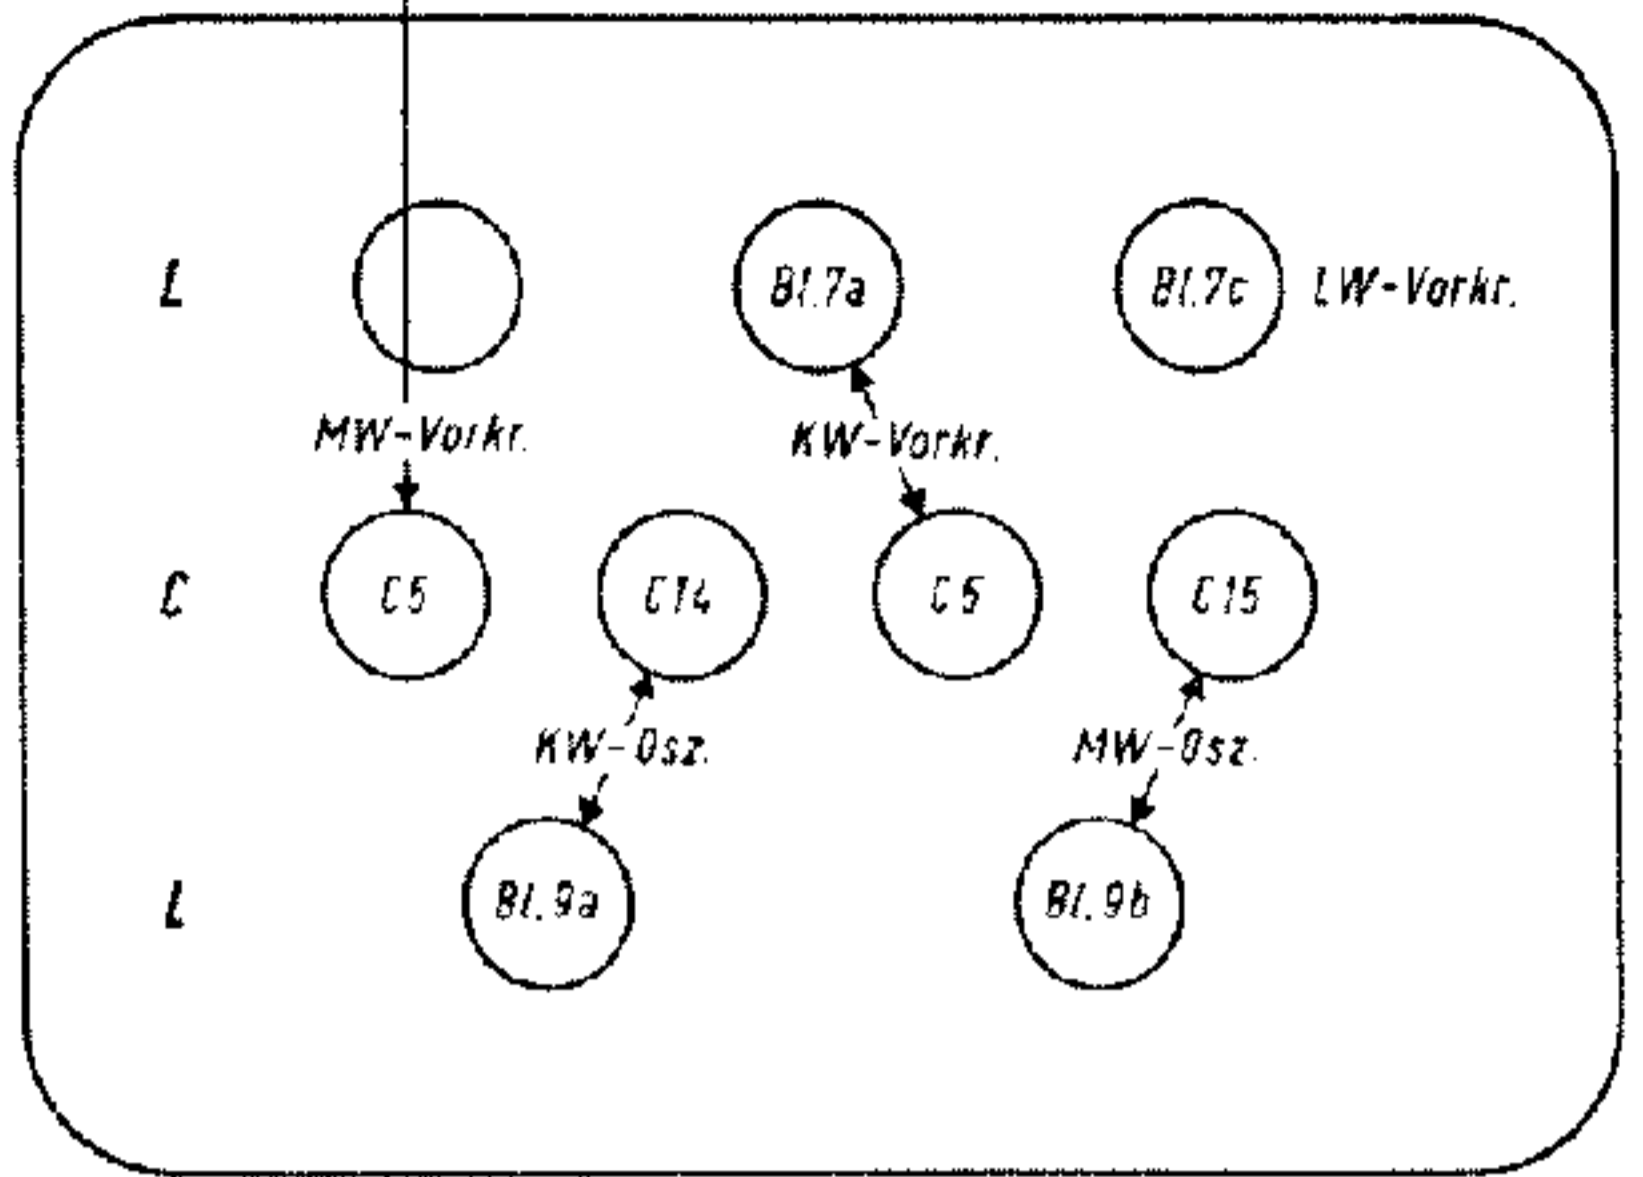 L Bl.7a Bl.7c LW-Vorkr.
MW-Vorkr. KW-Vorkr.
C C5 C14 C6 C15
KW-Osz. MW-Osz.
L Bl.9a Bl.9b